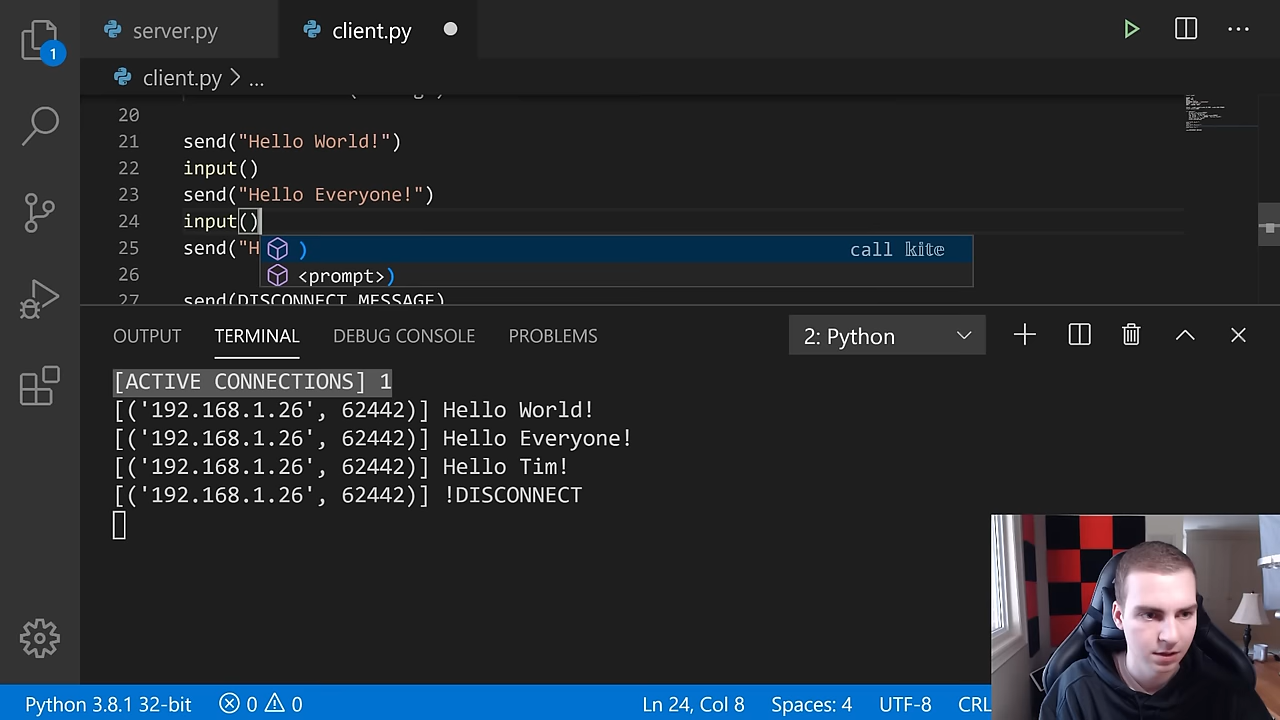 1
server.py
client.py
client.py > ...
20
21 send("Hello World!")
22 input()
23 send("Hello Everyone!")
24 input()
) call kite
25 send("H
<prompt>)
26
27 send(DISCONNECT_MESSAGE)
OUTPUT TERMINAL DEBUG CONSOLE PROBLEMS 2: Python
[ACTIVE CONNECTIONS] 1
[('192.168.1.26', 62442)] Hello World!
[('192.168.1.26', 62442)] Hello Everyone!
[('192.168.1.26', 62442)] Hello Tim!
[('192.168.1.26', 62442)] !DISCONNECT
Python 3.8.1 32-bit 0 0 Ln 24, Col 8 Spaces: 4 UTF-8 CRL